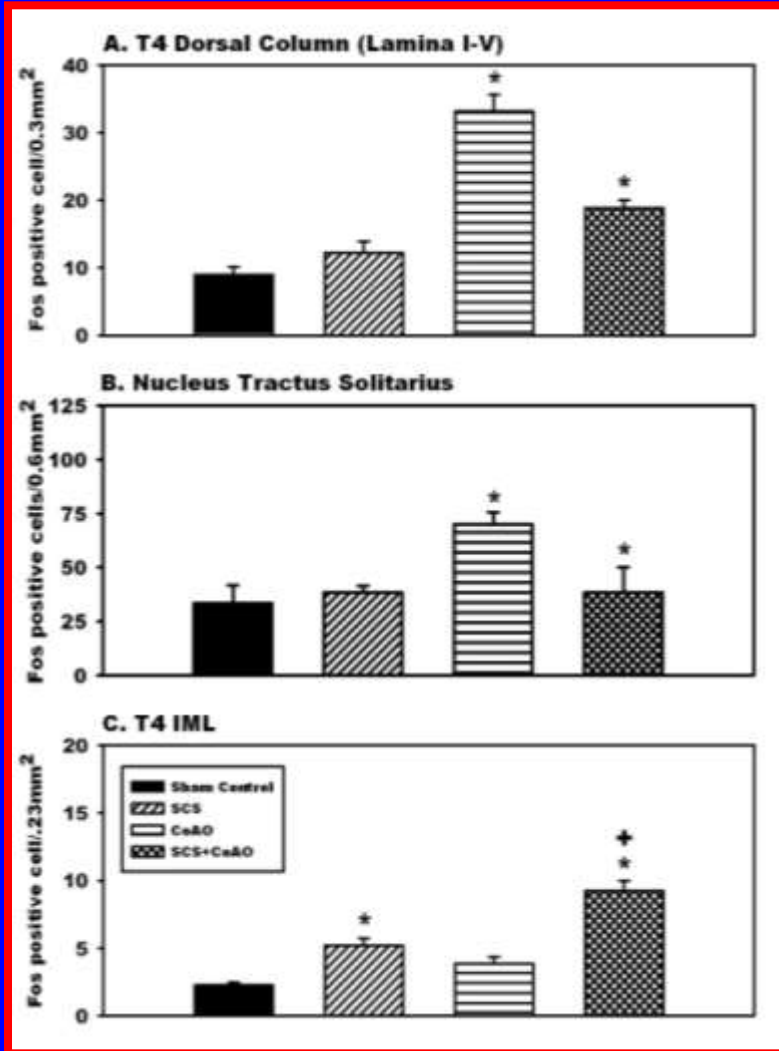 A. T4 Dorsal Column (Lamina I-V)
Fos positive cell/0.3mm²
40
30
20
10
0
*
*
B. Nucleus Tractus Solitarius
Fos positive cells/0.6mm²
125
100
75
50
25
0
*
*
C. T4 IML
Fos positive cell/.23mm²
20
15
10
5
0
Sham Control
SCS
CoAO
SCS+CoAO
*
+
*